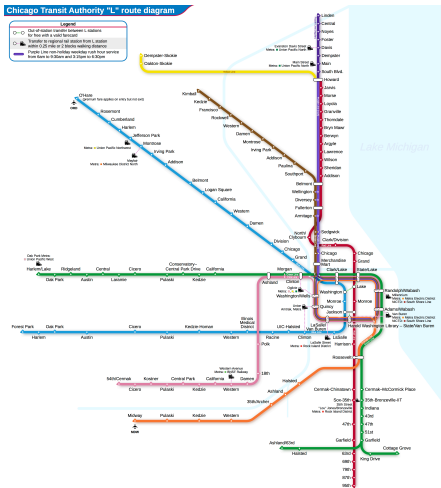 Chicago Transit Authority "L" route diagram
Legend
Out-of-station transfer between L stations
for free with a valid farecard
Transfer to regional rail station from L station
within 0.25 mile or 2 blocks walking distance
Purple Line non-holiday weekday rush hour service
from 6am to 9:30am and 3:15pm to 6:30pm
Linden
Central
Noyes
Foster
Davis
Dempster
Main
South Blvd.
Howard
Jarvis
Morse
Loyola
Granville
Thorndale
Bryn Mawr
Berwyn
Argyle
Lawrence
Wilson
Sheridan
Addison
Dempster-Skokie
Oakton-Skokie
Lake Michigan
O'Hare
Rosemont
Cumberland
Harlem
Jefferson Park
Montrose
Irving Park
Addison
Belmont
Logan Square
California
Western
Damen
Division
Chicago
Grand
Kimball
Kedzie
Francisco
Rockwell
Western
Damen
Montrose
Irving Park
Addison
Paulina
Southport
Belmont
Wellington
Diversey
Fullerton
Armitage
North/
Clybourn
Sedgwick
Clark/Division
Chicago
Merchandise
Mart
Chicago
Grand
Clark/Lake
State/Lake
Lake
Harlem/Lake
Oak Park
Ridgeland
Austin
Central
Laramie
Cicero
Pulaski
Conservatory–
Central Park Drive
Kedzie
California
Ashland
Morgan
Clinton
Washington/Wells
Quincy
LaSalle/
Van Buren
Washington
Monroe
Jackson
Monroe
Randolph/Wabash
Adams/Wabash
Harold Washington Library – State/Van Buren
LaSalle
Harrison
Roosevelt
Forest Park
Harlem
Oak Park
Austin
Cicero
Pulaski
Kedzie-Homan
Western
Illinois
Medical
District
Racine
UIC-Halsted
Clinton
Polk
18th
54th/Cermak
Cicero
Kostner
Pulaski
Central Park
Kedzie
California
Western
Damen
Midway
Pulaski
Kedzie
Western
35th/Archer
Ashland
Halsted
Cermak-Chinatown
Sox-35th
47th
Garfield
63rd
69th
79th
87th
95th
Cermak-McCormick Place
35th-Bronzeville-IIT
Indiana
43rd
47th
51st
Garfield
King Drive
Cottage Grove
Ashland/63rd
Halsted